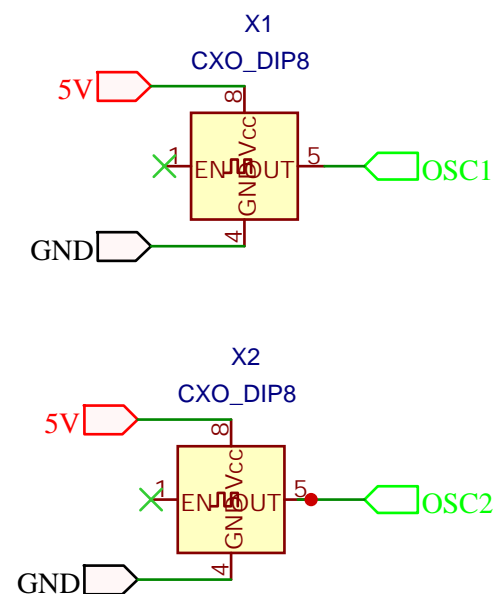 X1
CXO_DIP8
5V
8
1
EN
Vcc
GND
OUT
5
OSC1
4
GND
X2
CXO_DIP8
5V
8
1
EN
Vcc
GND
OUT
5
OSC2
4
GND